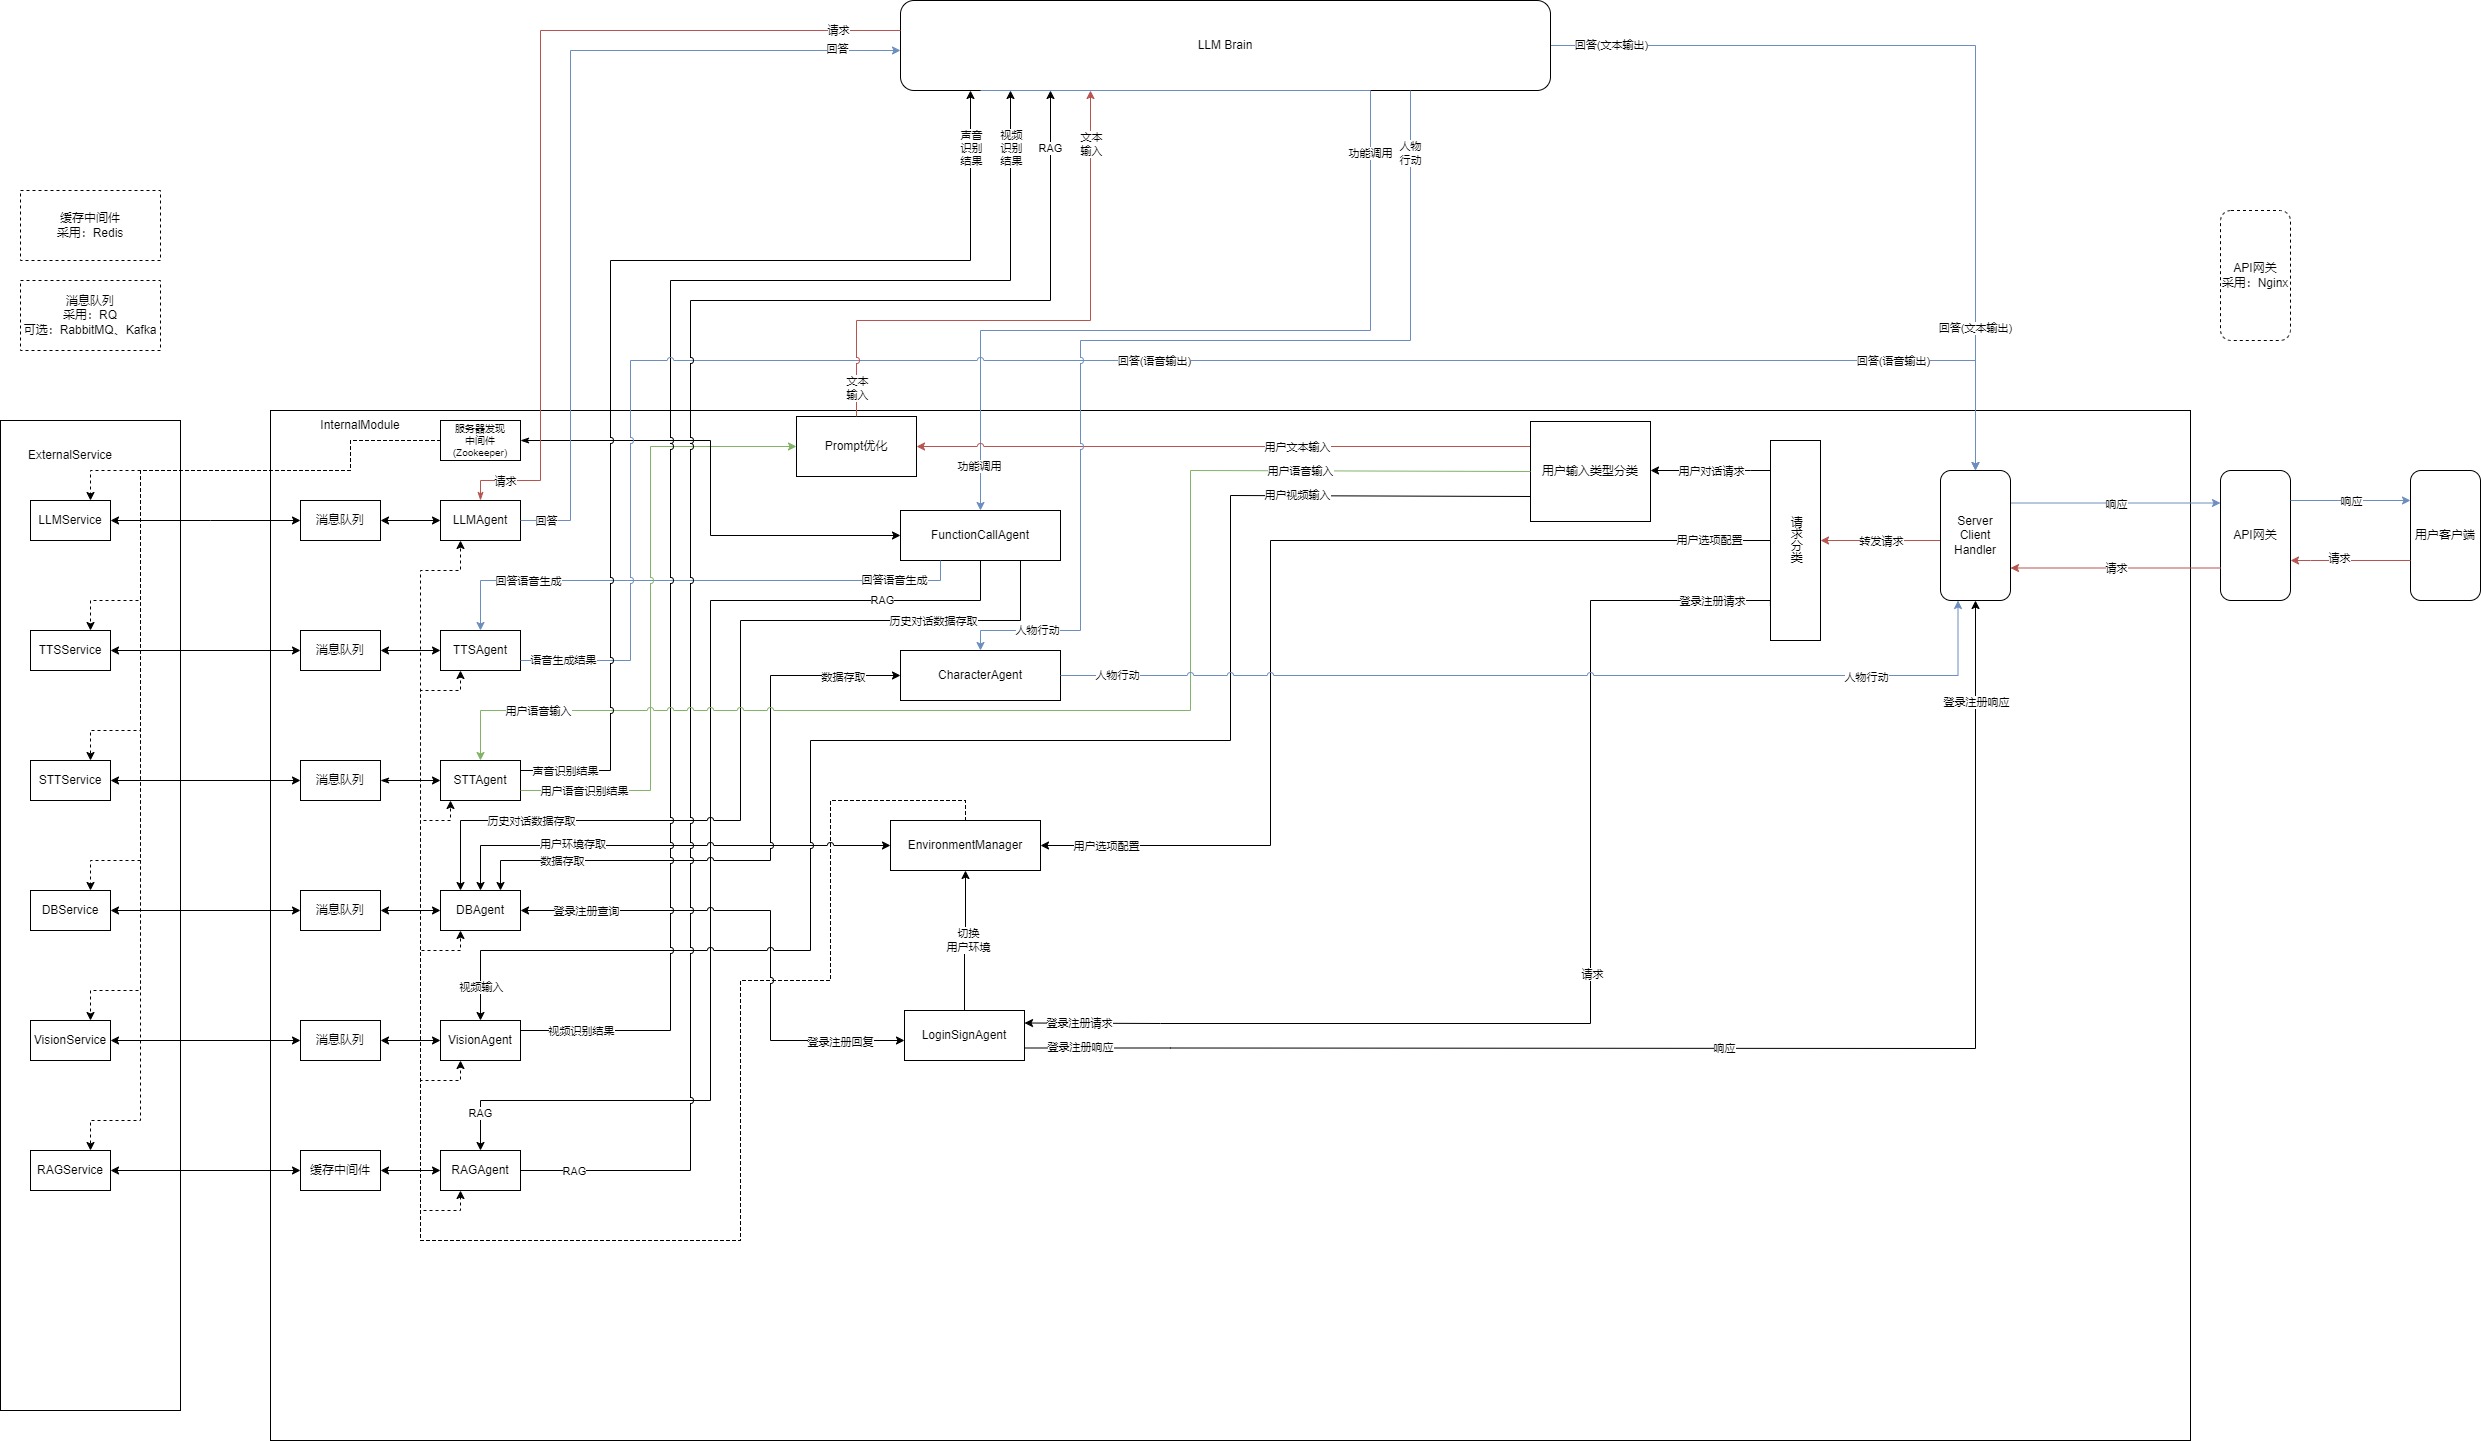 LLM Brain
请求
回答
回答(文本输出)
声音
识别
结果
视频
识别
结果
RAG
文本
输入
功能调用
人物
行动
缓存中间件
采用：Redis
消息队列
采用：RQ
可选：RabbitMQ、Kafka
API网关
采用：Nginx
回答(文本输出)
回答(语音输出)
回答(语音输出)
文本
输入
ExternalService
InternalModule
服务器发现
中间件
(Zookeeper)
Prompt优化
用户文本输入
用户语音输入
用户视频输入
用户输入类型分类
用户对话请求
请求分类
用户选项配置
登录注册请求
转发请求
Server
Client
Handler
响应
请求
API网关
响应
请求
用户客户端
功能调用
请求
LLMService
消息队列
LLMAgent
回答
FunctionCallAgent
回答语音生成
回答语音生成
RAG
历史对话数据存取
人物行动
TTSService
消息队列
TTSAgent
语音生成结果
数据存取
CharacterAgent
人物行动
人物行动
登录注册响应
用户语音输入
STTService
消息队列
STTAgent
声音识别结果
用户语音识别结果
历史对话数据存取
用户环境存取
数据存取
EnvironmentManager
用户选项配置
DBService
消息队列
DBAgent
登录注册查询
切换
用户环境
请求
视频输入
VisionService
消息队列
VisionAgent
视频识别结果
登录注册回复
LoginSignAgent
登录注册请求
登录注册响应
响应
RAG
RAGService
缓存中间件
RAGAgent
RAG